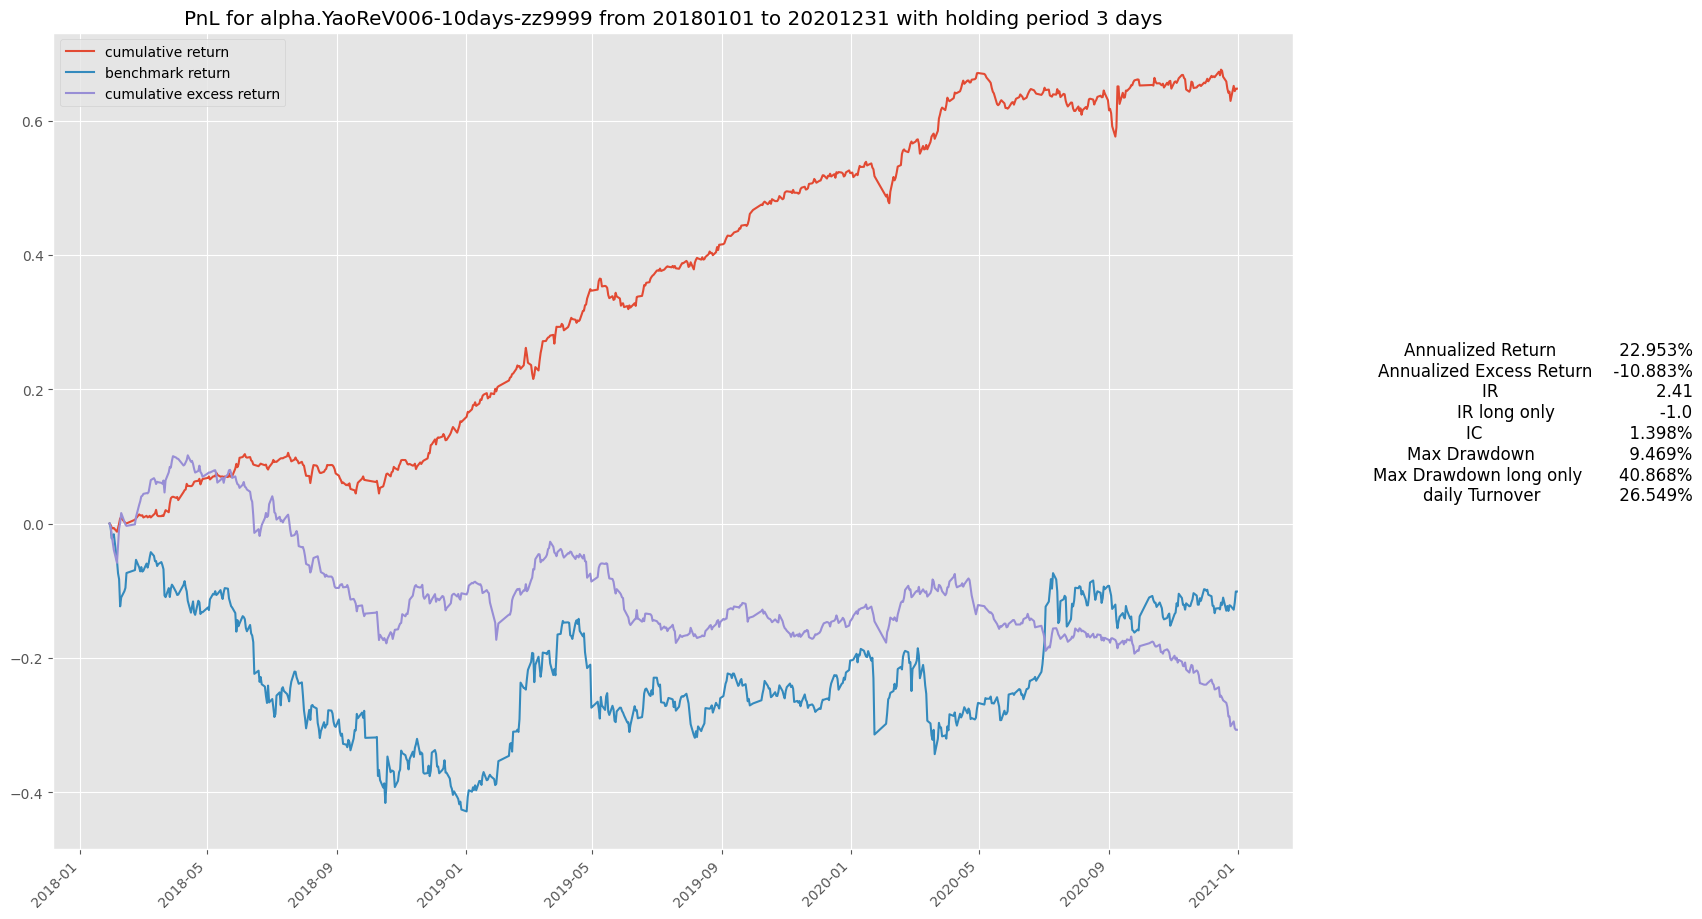 PnL for alpha.YaoReV006-10days-zz9999 from 20180101 to 20201231 with holding period 3 days
cumulative return
benchmark return
cumulative excess return
0.6
0.4
0.2
0.0
−0.2
−0.4
2018-01
2018-05
2018-09
2019-01
2019-05
2019-09
2020-01
2020-05
2020-09
2021-01
Annualized Return 22.953%
Annualized Excess Return -10.883%
IR 2.41
IR long only -1.0
IC 1.398%
Max Drawdown 9.469%
Max Drawdown long only 40.868%
daily Turnover 26.549%